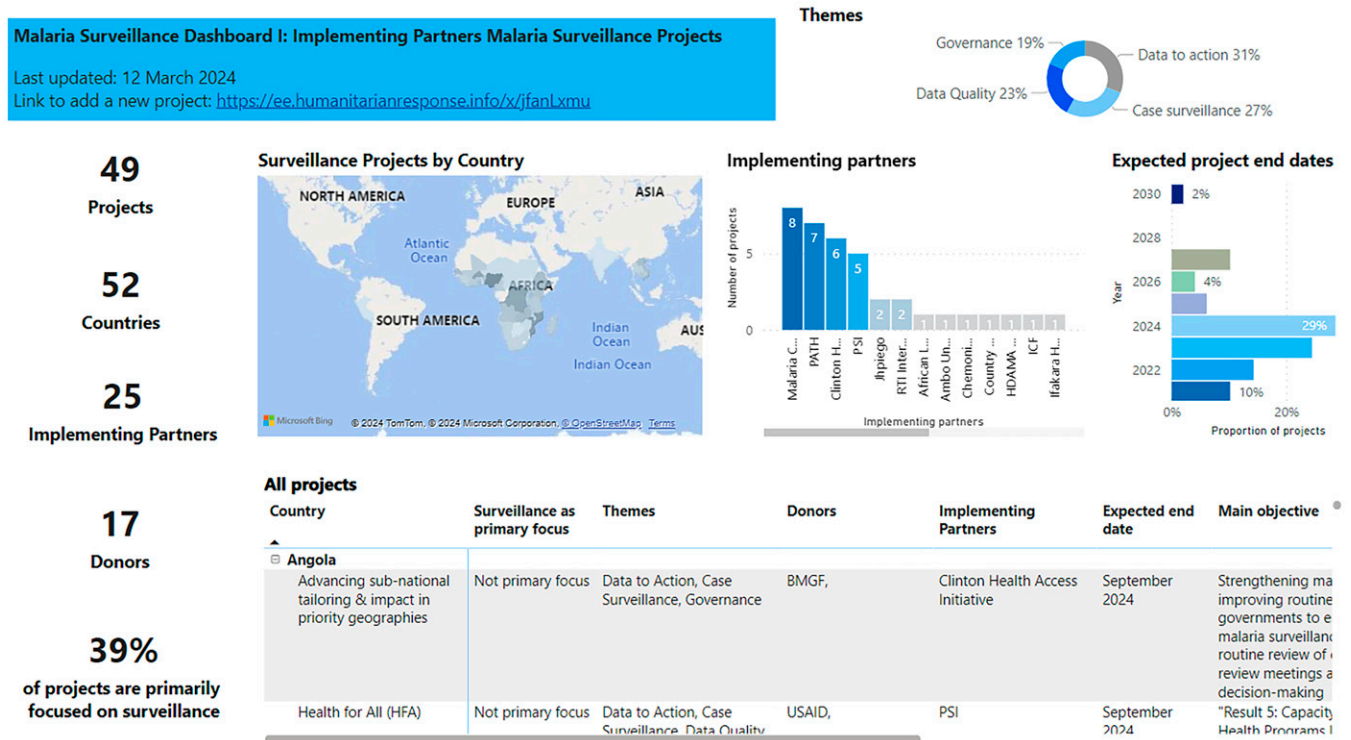 Malaria Surveillance Dashboard I: Implementing Partners Malaria Surveillance Projects
Last updated: 12 March 2024
Link to add a new project: https://ee.humanitarianresponse.info/x/jfanLxmu
Themes
Governance 19%
Data to action 31%
Data Quality 23%
Case surveillance 27%
49
Projects
52
Countries
25
Implementing Partners
17
Donors
39%
of projects are primarily
focused on surveillance
Surveillance Projects by Country
NORTH AMERICA
EUROPE
ASIA
Atlantic
Ocean
AFRICA
SOUTH AMERICA
Indian
Ocean
AUS
Indian Ocean
Microsoft Bing
© 2024 TomTom, © 2024 Microsoft Corporation, © OpenStreetMap Terms
Implementing partners
Number of projects
5
0
8
7
6
5
2
2
1
1
1
1
1
1
1
Malaria C...
PATH
Clinton H...
PSI
Jhpiego
RTI Inter...
African L...
Ambo Un...
Chemoni...
Country ...
HDAMA ...
ICF
Ifakara H...
Implementing partners
Expected project end dates
Year
2030
2%
2028
2026
4%
2024
29%
2022
10%
0%
20%
Proportion of projects
All projects
Country
Surveillance as
primary focus
Themes
Donors
Implementing
Partners
Expected end
date
Main objective
Angola
Advancing sub-national
tailoring & impact in
priority geographies
Not primary focus
Data to Action, Case
Surveillance, Governance
BMGF,
Clinton Health Access
Initiative
September
2024
Strengthening ma
improving routine
governments to e
malaria surveillanc
routine review of
review meetings a
decision-making
Health for All (HFA)
Not primary focus
Data to Action, Case
Surveillance, Data Quality
USAID,
PSI
September
2024
"Result 5: Capacity
Health Programs